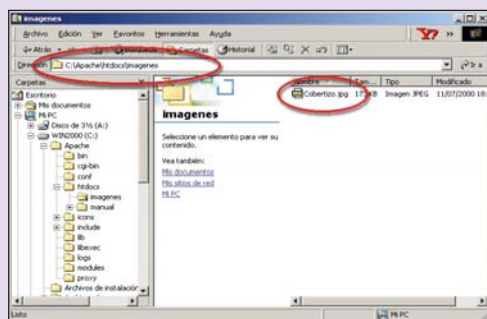 imagenes
Archivo Edición Ver Favoritos Herramientas Ayuda
Atrás Búsqueda Carpetas Historial
Dirección C:\Apache\htdocs\imagenes Ir a
Carpetas
Escritorio
Mis documentos
Mi PC
Disco de 3½ (A:)
WIN2000 (C:)
Apache
bin
cgi-bin
conf
htdocs
imagenes
manual
icons
include
lib
libexec
logs
modules
proxy
Archivos de instalación
imagenes
Seleccione un elemento para ver su
contenido.
Vea también:
Mis documentos
Mis sitios de red
Mi PC
Nombre Tam... Tipo Modificado
Cobertizo.jpg Imagen JPEG 11/07/2000 18:
Listo Mi PC